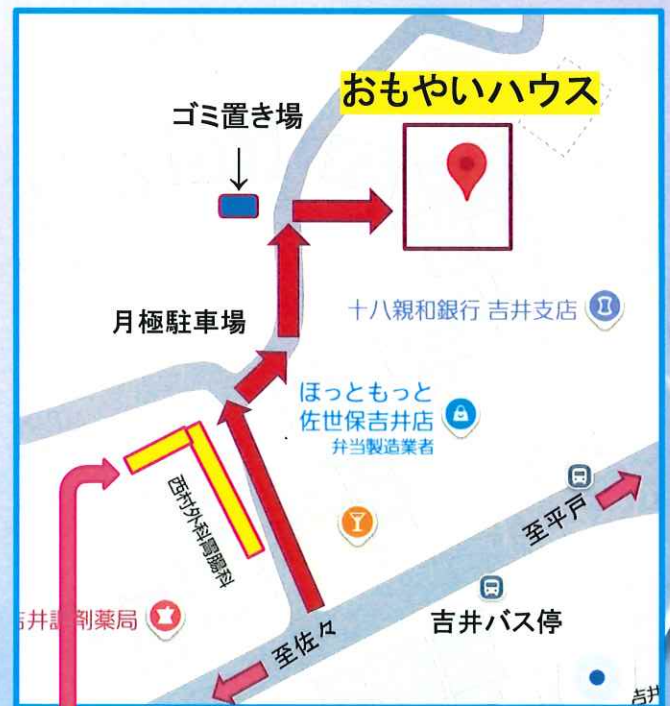 おもやいハウス
ゴミ置き場
十八親和銀行 吉井支店
月極駐車場
ほっともっと
佐世保吉井店
弁当製造業者
西村外科胃腸科
至平戸
吉井調剤薬局
至佐々
吉井バス停
吉井